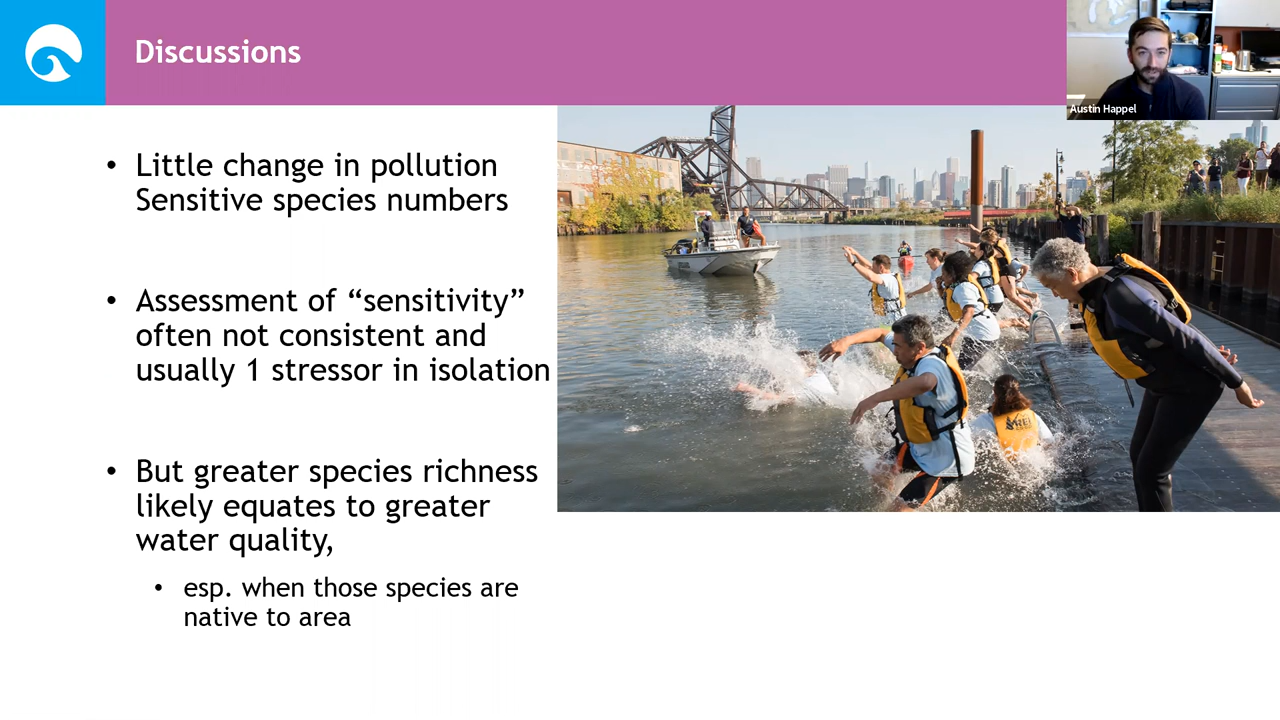 Discussions
Austin Happel
• Little change in pollution
Sensitive species numbers
• Assessment of “sensitivity”
often not consistent and
usually 1 stressor in isolation
• But greater species richness
likely equates to greater
water quality,
• esp. when those species are
native to area
REI